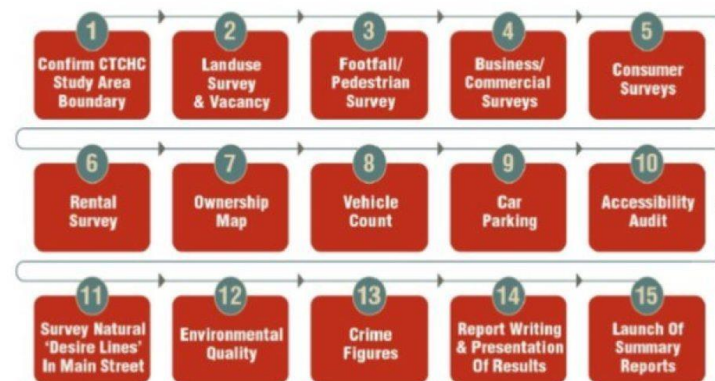 1
Confirm CTCHC
Study Area
Boundary
2
Landuse
Survey
& Vacancy
3
Footfall/
Pedestrian
Survey
4
Business/
Commercial
Surveys
5
Consumer
Surveys
6
Rental
Survey
7
Ownership
Map
8
Vehicle
Count
9
Car
Parking
10
Accessibility
Audit
11
Survey Natural
'Desire Lines'
In Main Street
12
Environmental
Quality
13
Crime
Figures
14
Report Writing
& Presentation
Of Results
15
Launch Of
Summary
Reports